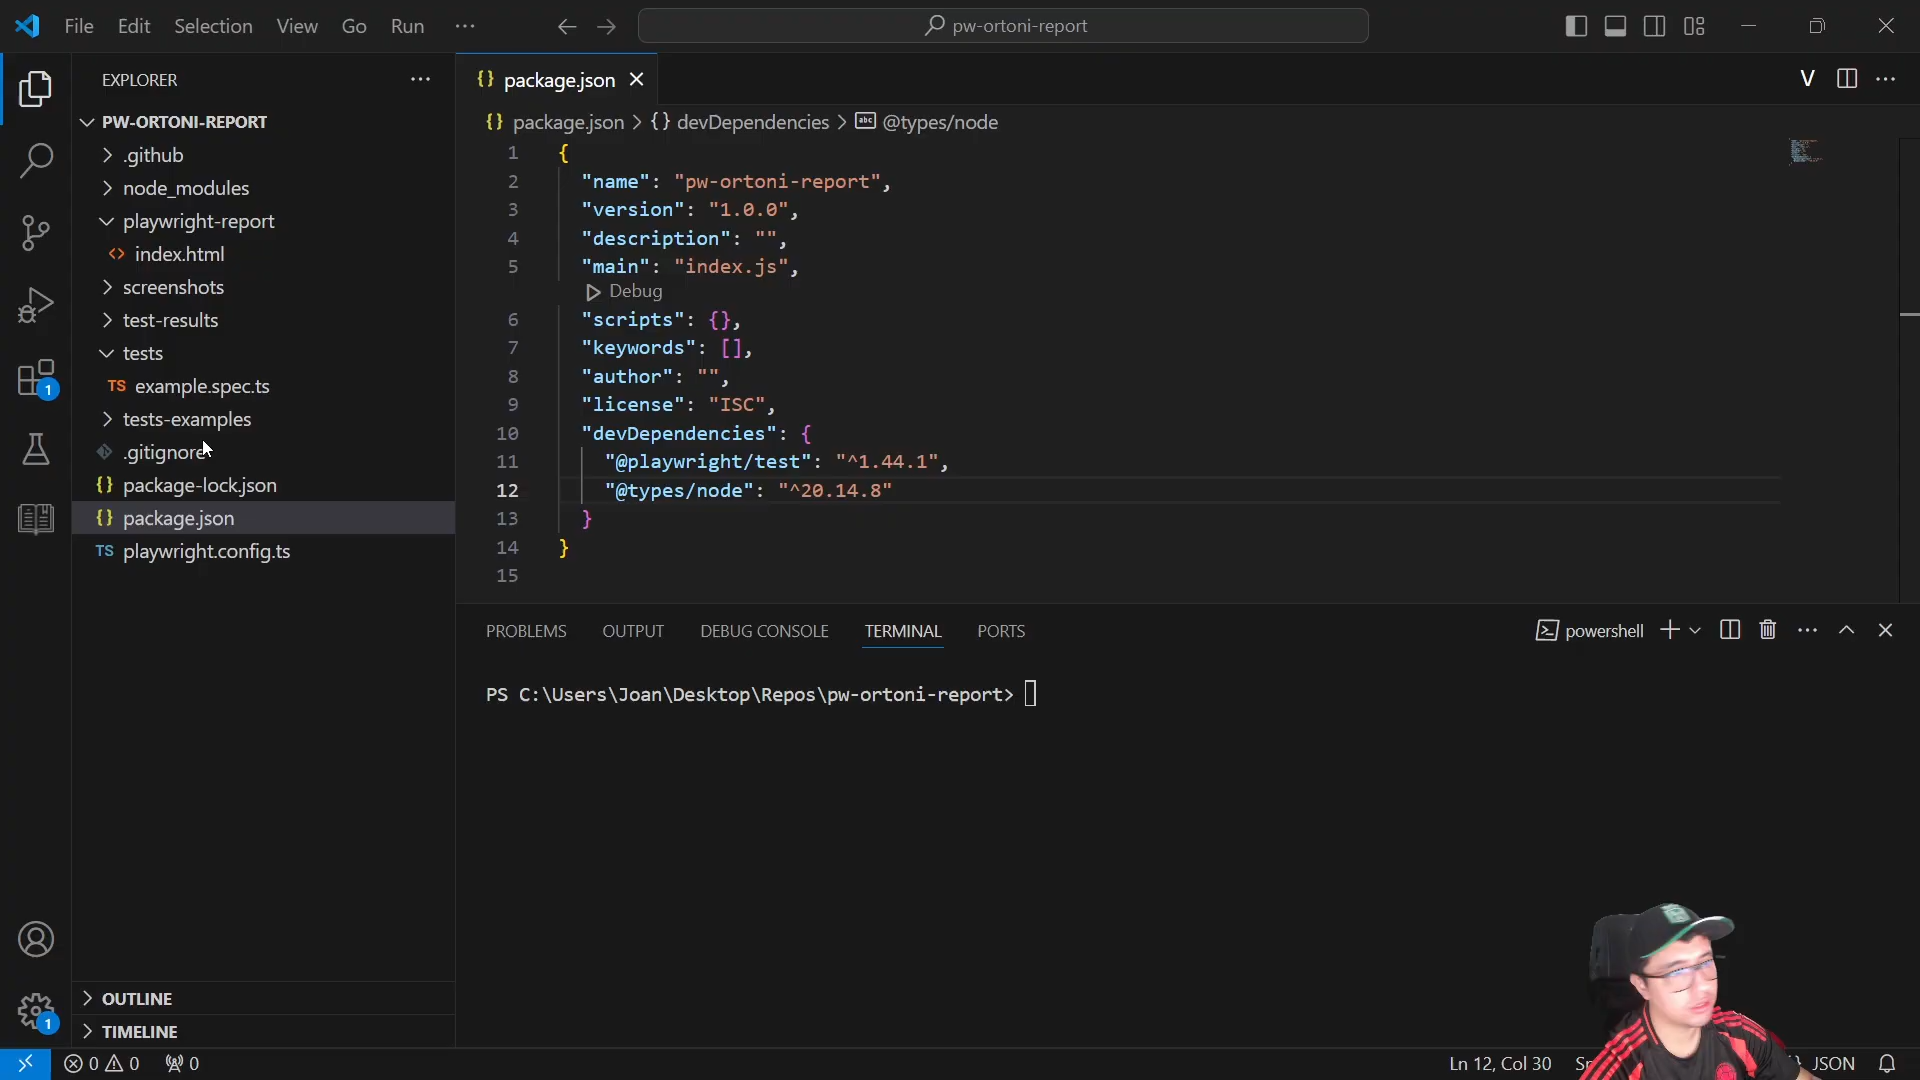 File Edit Selection View Go Run ···
pw-ortoni-report
EXPLORER
PW-ORTONI-REPORT
.github
node_modules
playwright-report
<> index.html
screenshots
test-results
tests
TS example.spec.ts
tests-examples
.gitignore
{} package-lock.json
{} package.json
TS playwright.config.ts
OUTLINE
TIMELINE
1
1
{} package.json
V
{} package.json > {} devDependencies > abc @types/node
1 {
2 "name": "pw-ortoni-report",
3 "version": "1.0.0",
4 "description": "",
5 "main": "index.js",
Debug
6 "scripts": {},
7 "keywords": [],
8 "author": "",
9 "license": "ISC",
10 "devDependencies": {
11 "@playwright/test": "^1.44.1",
12 "@types/node": "^20.14.8"
13 }
14 }
15
PROBLEMS OUTPUT DEBUG CONSOLE TERMINAL PORTS
powershell
PS C:\Users\Joan\Desktop\Repos\pw-ortoni-report>
0 0 0
Ln 12, Col 30
JSON